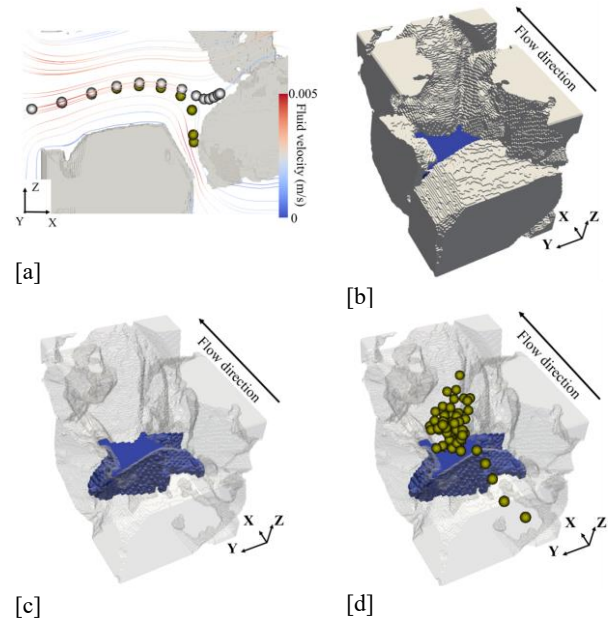 0.005
Fluid velocity (m/s)
0
Z
Y
X
[a]
Flow direction
X
Z
Y
[b]
Flow direction
X
Z
Y
[c]
Flow direction
X
Z
Y
[d]